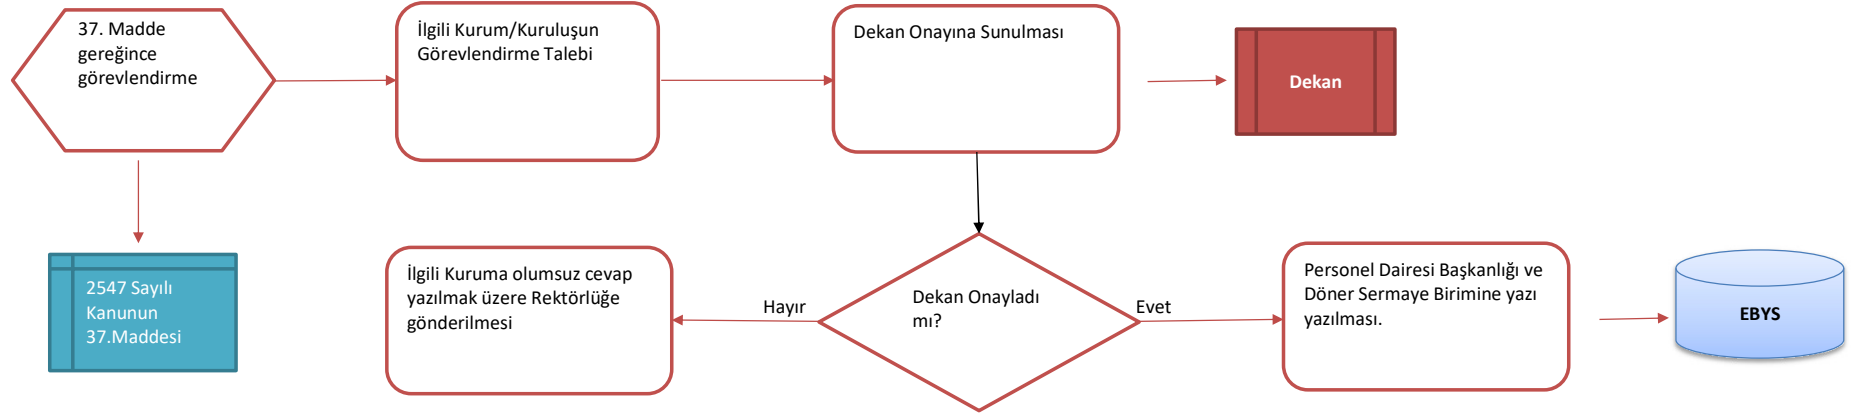 37. Madde
gereğince
görevlendirme
İlgili Kurum/Kuruluşun
Görevlendirme Talebi
Dekan Onayına Sunulması
Dekan
2547 Sayılı
Kanunun
37.Maddesi
İlgili Kuruma olumsuz cevap
yazılmak üzere Rektörlüğe
gönderilmesi
Hayır
Dekan Onayladı
mı?
Evet
Personel Dairesi Başkanlığı ve
Döner Sermaye Birimine yazı
yazılması.
EBYS